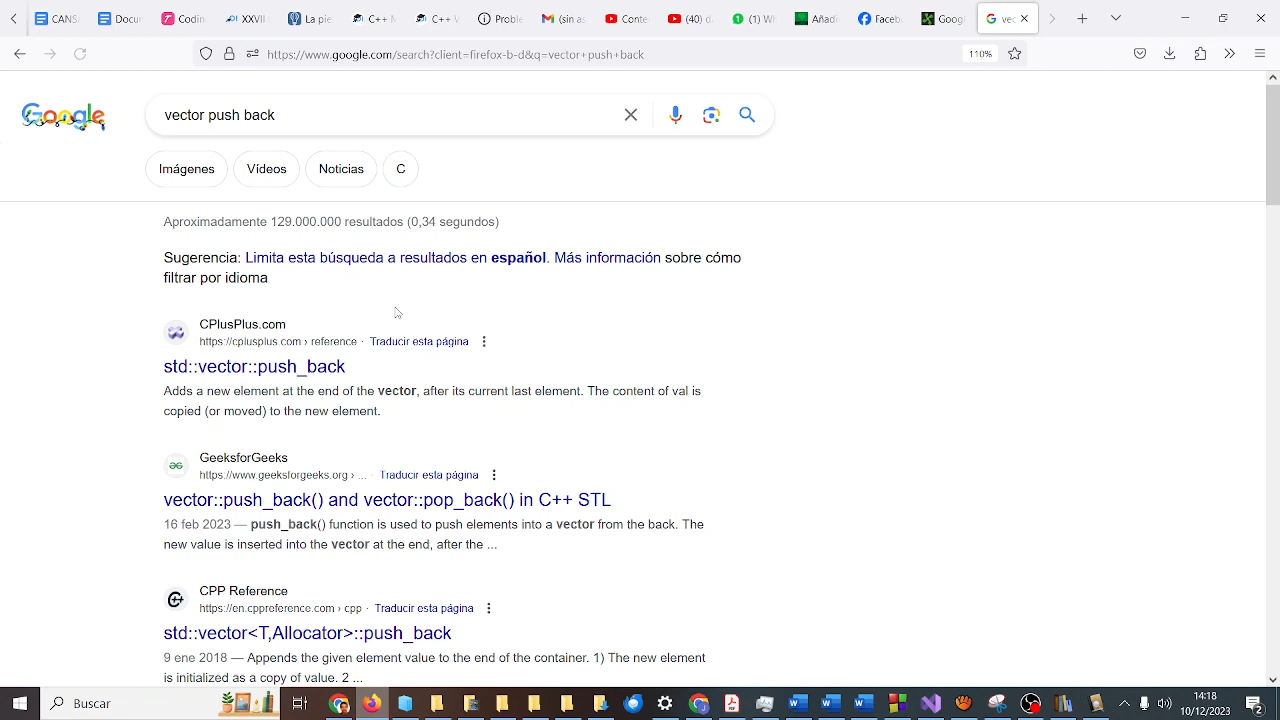 CANS
Docu
Codin
XXVII
La pie
C++ 
C++ 
Proble
(sin as
Conte
(40)
(1) W
Añadi
Faceb
Goog
vec
https://www.google.com/search?client=firefox-b-d&q=vector+push+back
110%
Google
vector push back
Imágenes
Vídeos
Noticias
C
Aproximadamente 129.000.000 resultados (0,34 segundos)
Sugerencia: Limita esta búsqueda a resultados en español. Más información sobre cómo
filtrar por idioma
CPlusPlus.com
https://cplusplus.com › reference · Traducir esta página
std::vector::push_back
Adds a new element at the end of the vector, after its current last element. The content of val is
copied (or moved) to the new element.
GeeksforGeeks
https://www.geeksforgeeks.org › ... · Traducir esta página
vector::push_back() and vector::pop_back() in C++ STL
16 feb 2023 — push_back() function is used to push elements into a vector from the back. The
new value is inserted into the vector at the end, after the ...
CPP Reference
https://en.cppreference.com › cpp · Traducir esta página
std::vector<T,Allocator>::push_back
9 ene 2018 — Appends the given element value to the end of the container. 1) The new element
is initialized as a copy of value. 2 ...
Buscar
14:18
10/12/2023
2